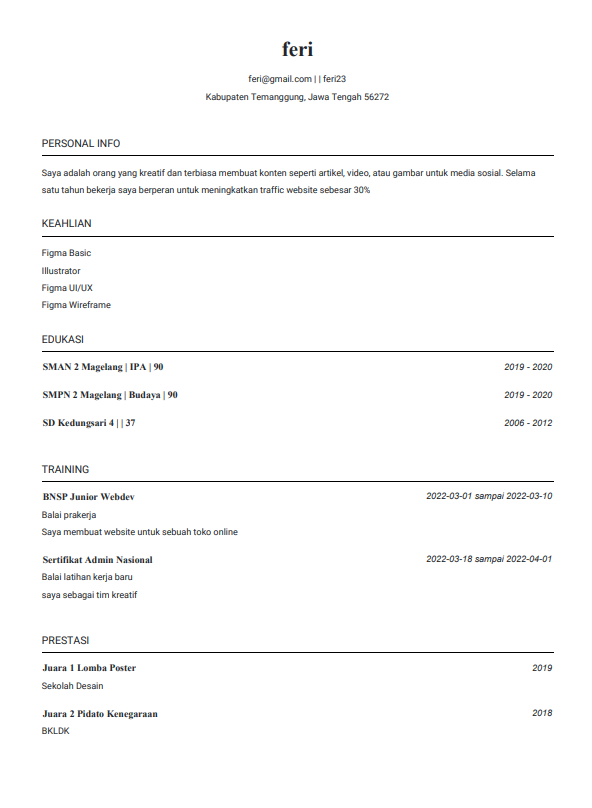 feri
feri@gmail.com | | feri23
Kabupaten Temanggung, Jawa Tengah 56272
PERSONAL INFO
Saya adalah orang yang kreatif dan terbiasa membuat konten seperti artikel, video, atau gambar untuk media sosial. Selama
satu tahun bekerja saya berperan untuk meningkatkan traffic website sebesar 30%
KEAHLIAN
Figma Basic
Illustrator
Figma UI/UX
Figma Wireframe
EDUKASI
SMAN 2 Magelang | IPA | 90 2019 - 2020
SMPN 2 Magelang | Budaya | 90 2019 - 2020
SD Kedungsari 4 | | 37 2006 - 2012
TRAINING
BNSP Junior Webdev 2022-03-01 sampai 2022-03-10
Balai prakerja
Saya membuat website untuk sebuah toko online
Sertifikat Admin Nasional 2022-03-18 sampai 2022-04-01
Balai latihan kerja baru
saya sebagai tim kreatif
PRESTASI
Juara 1 Lomba Poster 2019
Sekolah Desain
Juara 2 Pidato Kenegaraan 2018
BKLDK